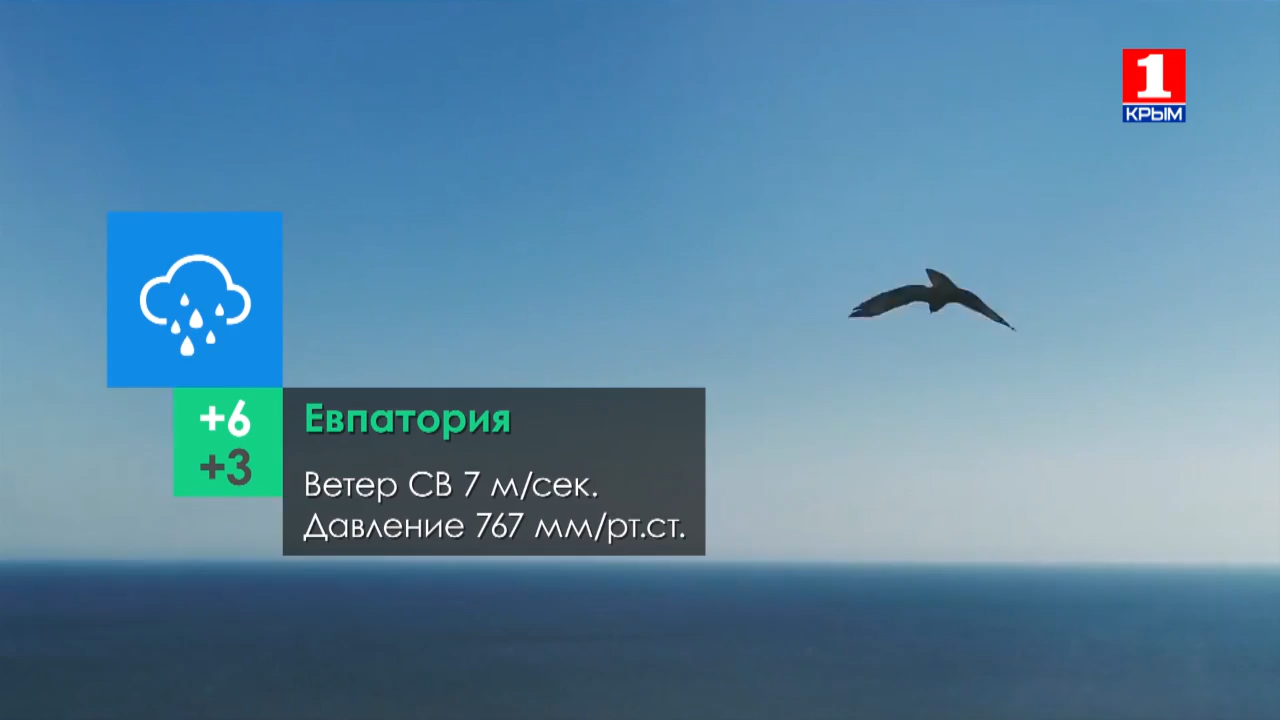 1
КРЫМ
+6
+3
Евпатория
Ветер СВ 7 м/сек.
Давление 767 мм/рт.ст.